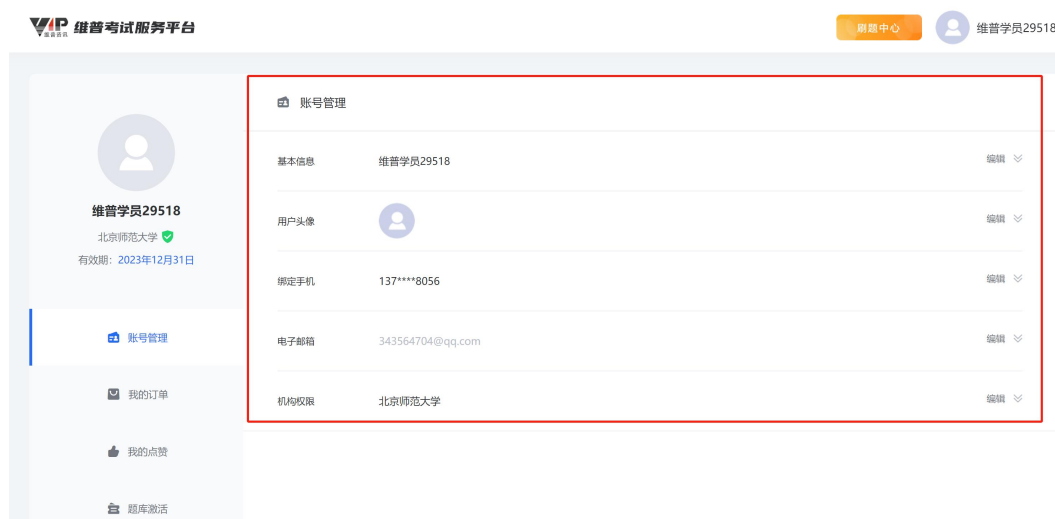 VIP 维普考试服务平台
维普资讯
刷题中心
维普学员29518
维普学员29518
北京师范大学
有效期：2023年12月31日
账号管理
我的订单
我的点赞
题库激活
账号管理
基本信息 维普学员29518 编辑
用户头像 编辑
绑定手机 137****8056 编辑
电子邮箱 343564704@qq.com 编辑
机构权限 北京师范大学 编辑